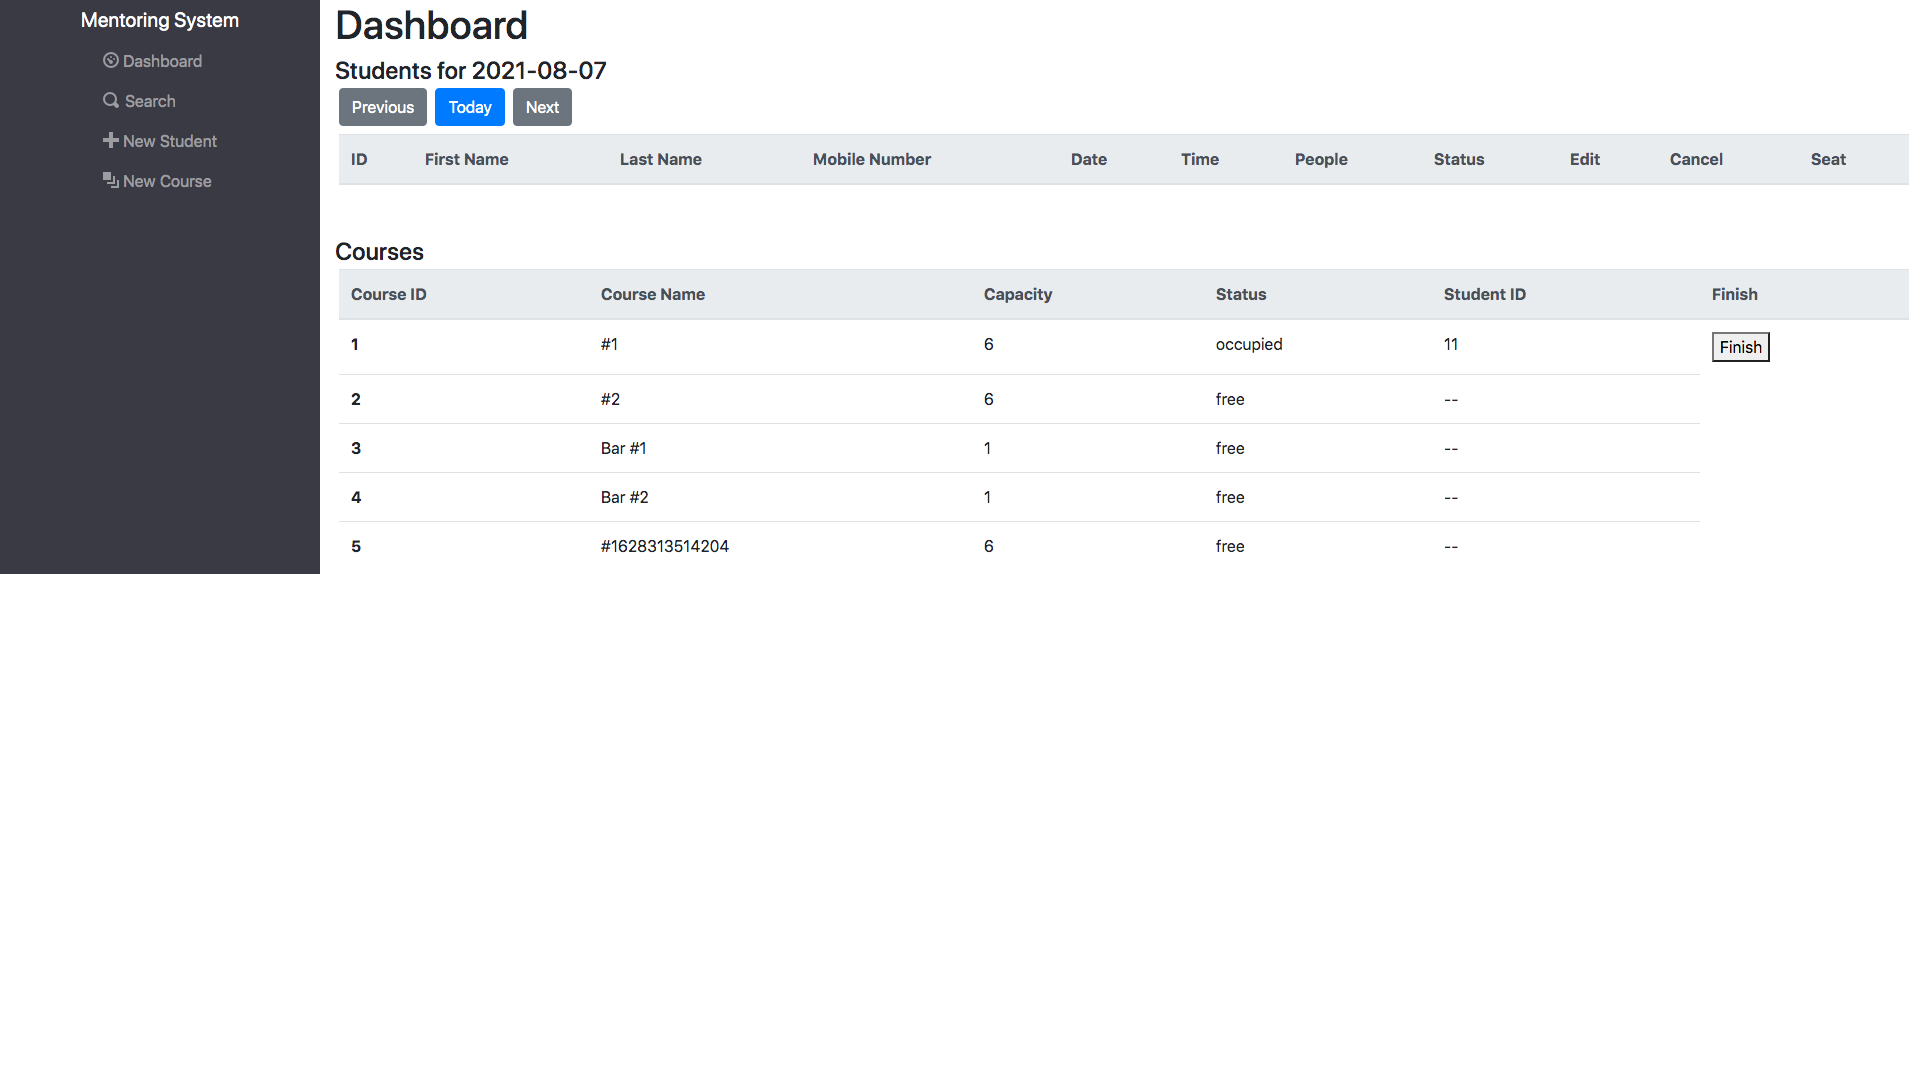 Mentoring System
Dashboard
Search
New Student
New Course
Dashboard
Students for 2021-08-07
Previous Today Next
ID First Name Last Name Mobile Number Date Time People Status Edit Cancel Seat
Courses
Course ID Course Name Capacity Status Student ID Finish
1 #1 6 occupied 11 Finish
2 #2 6 free --
3 Bar #1 1 free --
4 Bar #2 1 free --
5 #1628313514204 6 free --